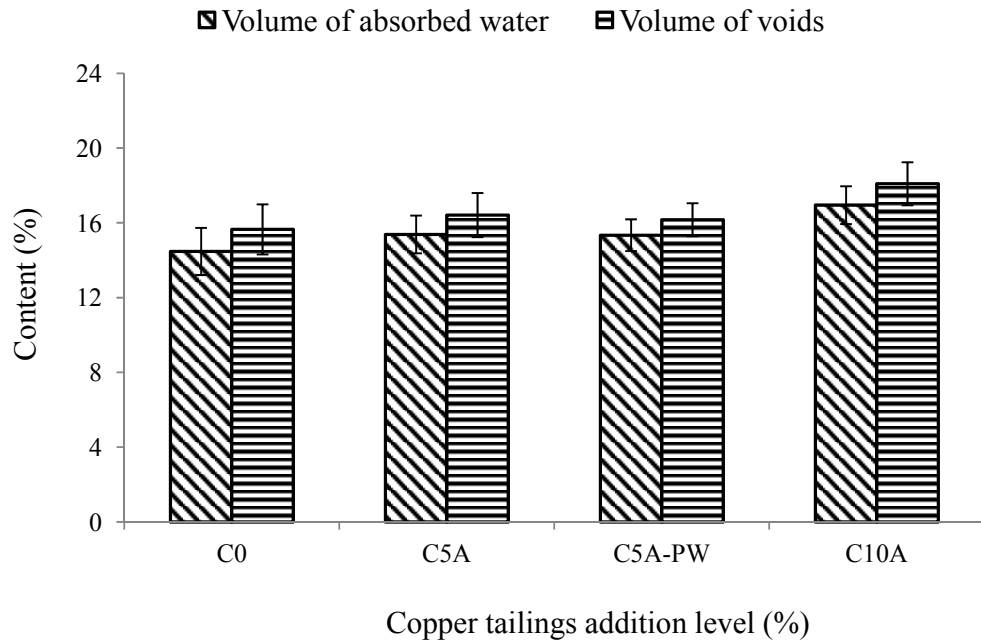 Volume of absorbed water Volume of voids
24
20
16
12
8
4
0
Content (%)
C0 C5A C5A-PW C10A
Copper tailings addition level (%)